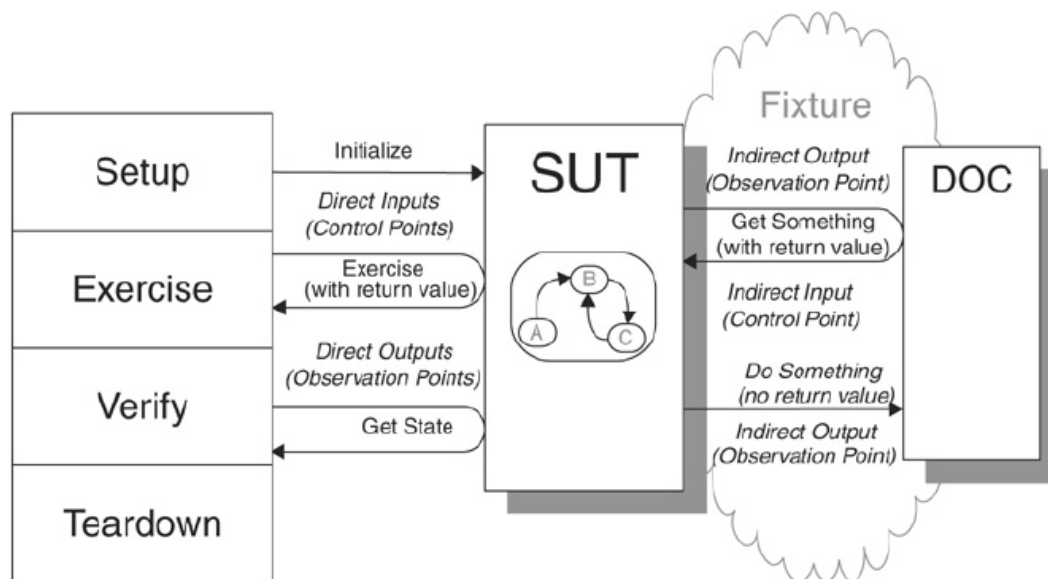 Setup
Exercise
Verify
Teardown
Initialize
Direct Inputs
(Control Points)
Exercise
(with return value)
Direct Outputs
(Observation Points)
Get State
SUT
A
B
C
Fixture
Indirect Output
(Observation Point)
Get Something
(with return value)
Indirect Input
(Control Point)
Do Something
(no return value)
Indirect Output
(Observation Point)
DOC